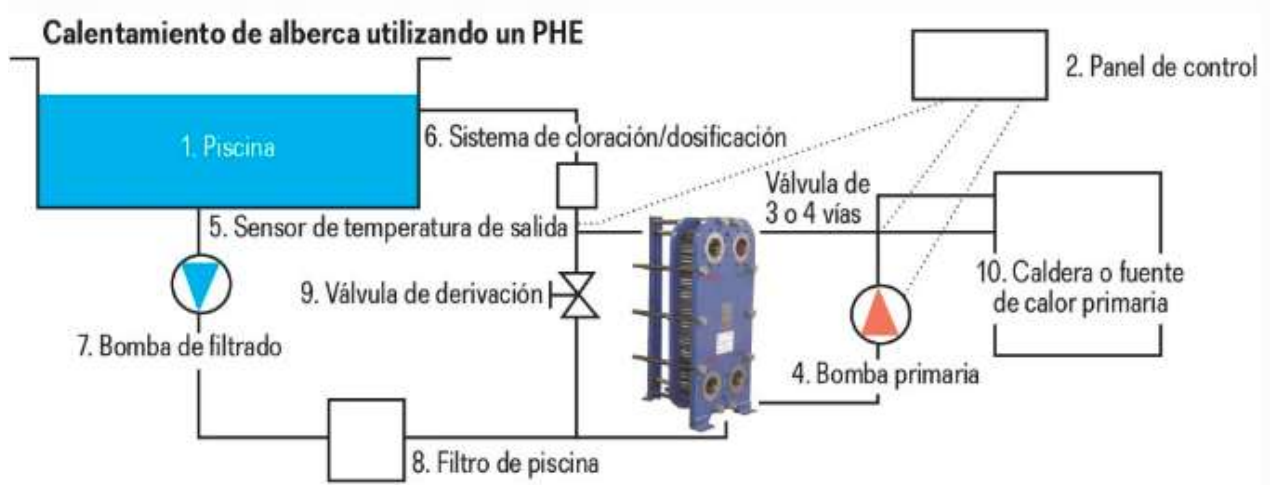 Calentamiento de alberca utilizando un PHE
2. Panel de control
1. Piscina
6. Sistema de cloración/dosificación
Válvula de
3 o 4 vías
5. Sensor de temperatura de salida
10. Caldera o fuente
de calor primaria
9. Válvula de derivación
7. Bomba de filtrado
4. Bomba primaria
8. Filtro de piscina